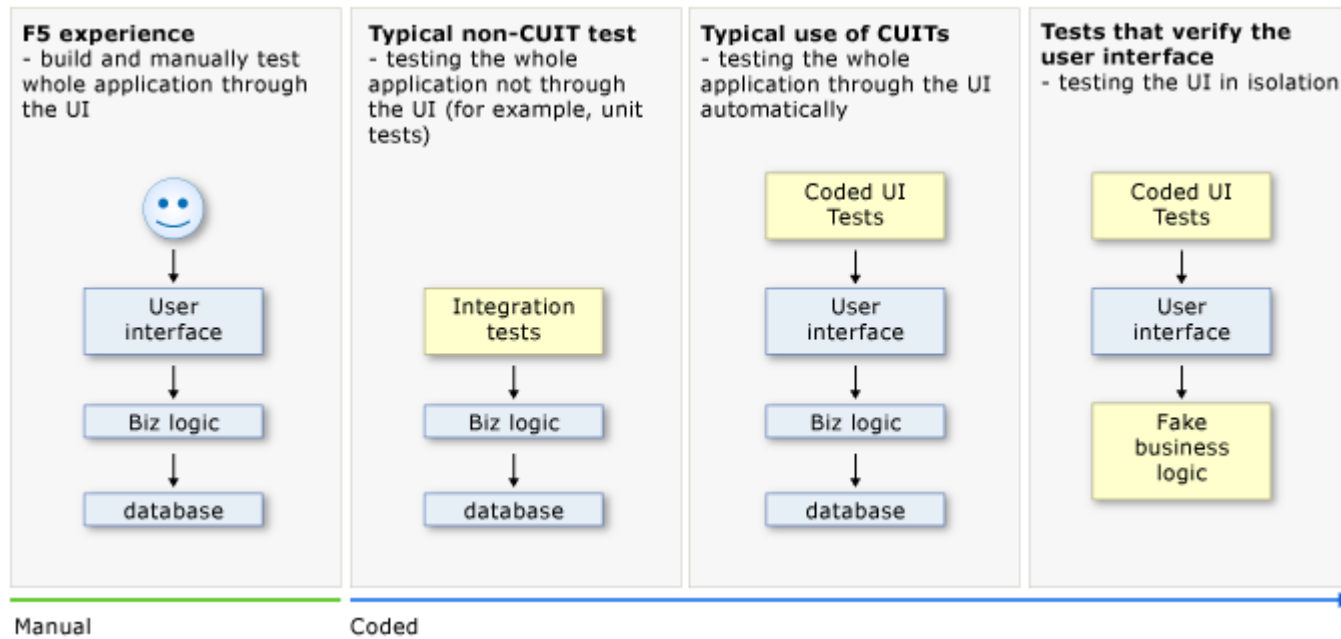 F5 experience
- build and manually test
whole application through
the UI
User
interface
Biz logic
database
Typical non-CUIT test
- testing the whole
application not through
the UI (for example, unit
tests)
Integration
tests
Biz logic
database
Typical use of CUITs
- testing the whole
application through the UI
automatically
Coded UI
Tests
User
interface
Biz logic
database
Tests that verify the
user interface
- testing the UI in isolation
Coded UI
Tests
User
interface
Fake
business
logic
Manual
Coded